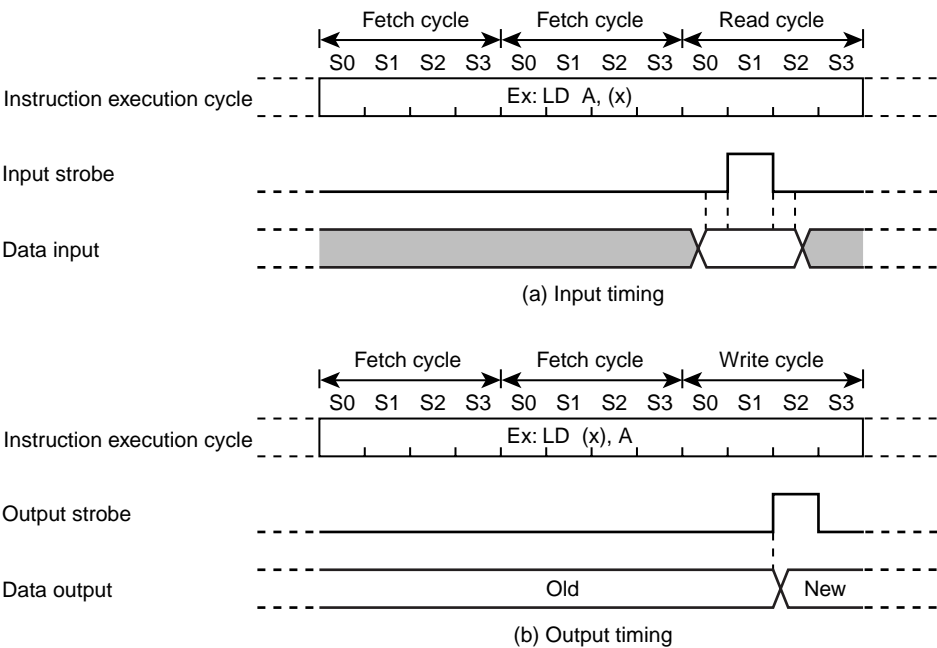 Fetch cycle Fetch cycle Read cycle
S0 S1 S2 S3 S0 S1 S2 S3 S0 S1 S2 S3
Instruction execution cycle Ex: LD A, (x)
Input strobe
Data input
(a) Input timing
Fetch cycle Fetch cycle Write cycle
S0 S1 S2 S3 S0 S1 S2 S3 S0 S1 S2 S3
Instruction execution cycle Ex: LD (x), A
Output strobe
Data output Old New
(b) Output timing